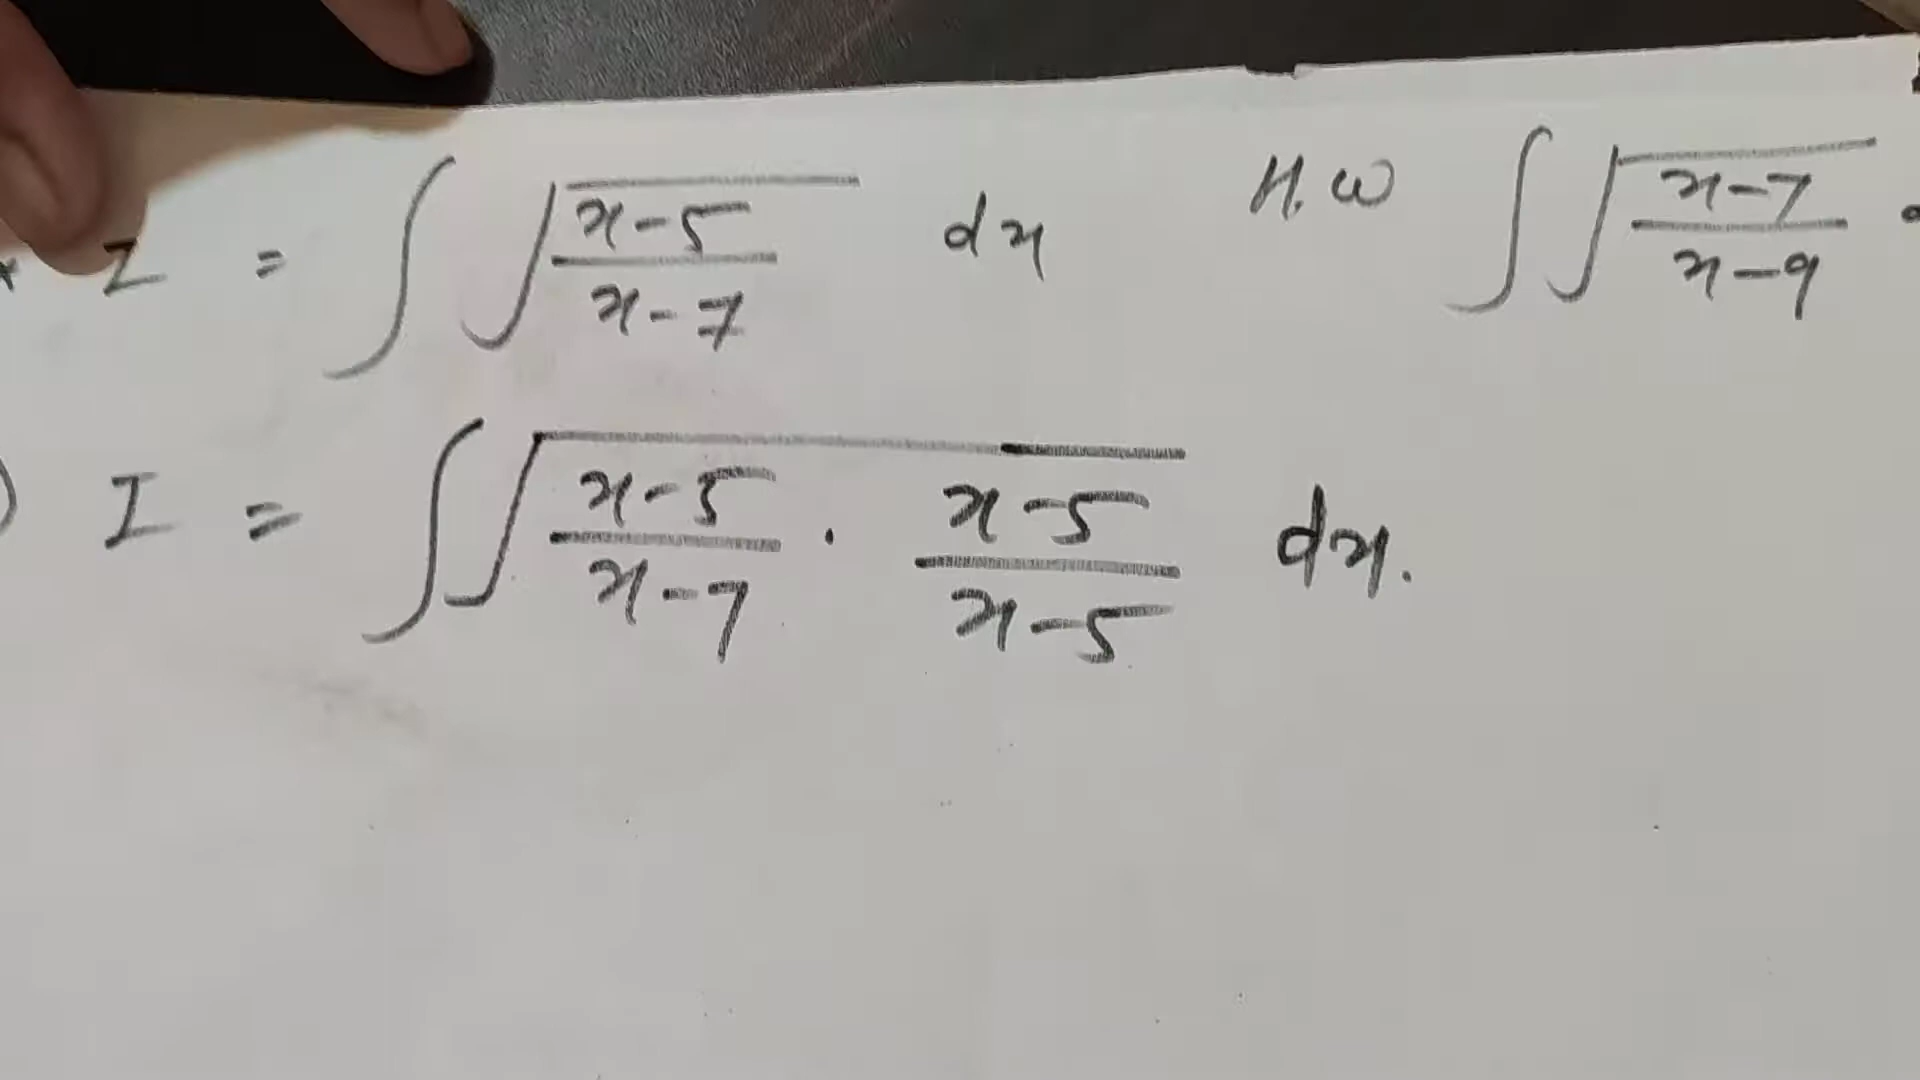 I = ∫ √((x-5)/(x-7)) dx H.W ∫ √((x-7)/(x-9))
I = ∫ √((x-5)/(x-7) · (x-5)/(x-5)) dx.